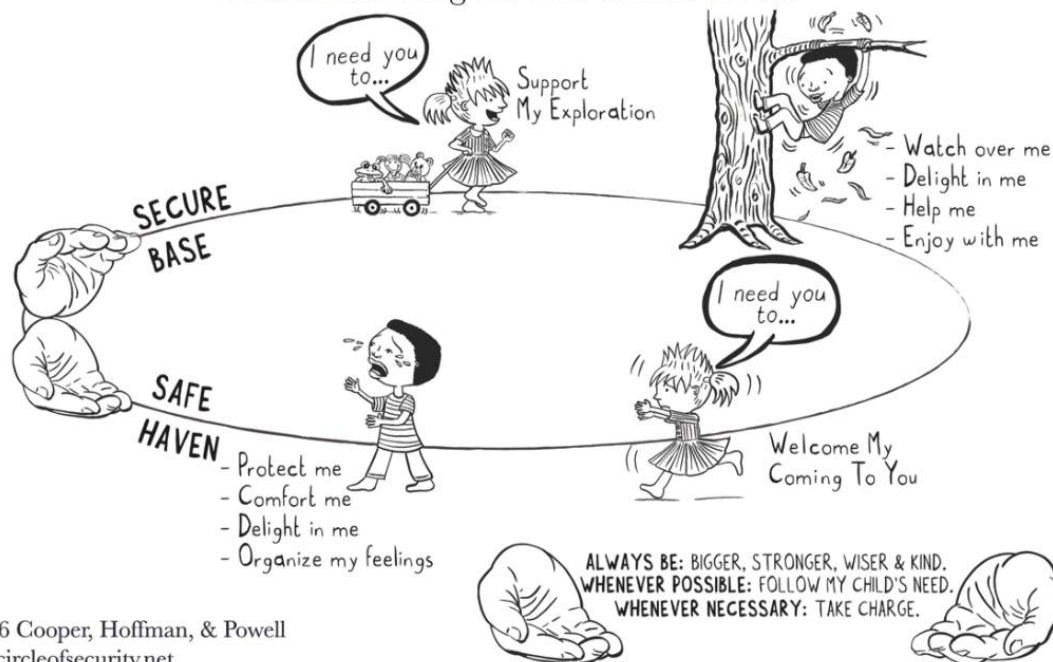 I need you
to...
Support
My Exploration
- Watch over me
- Delight in me
- Help me
- Enjoy with me
SECURE
BASE
I need you
to...
SAFE
HAVEN
- Protect me
- Comfort me
- Delight in me
- Organize my feelings
Welcome My
Coming To You
ALWAYS BE: BIGGER, STRONGER, WISER & KIND.
WHENEVER POSSIBLE: FOLLOW MY CHILD'S NEED.
WHENEVER NECESSARY: TAKE CHARGE.
6 Cooper, Hoffman, & Powell
circleofsecurity.net